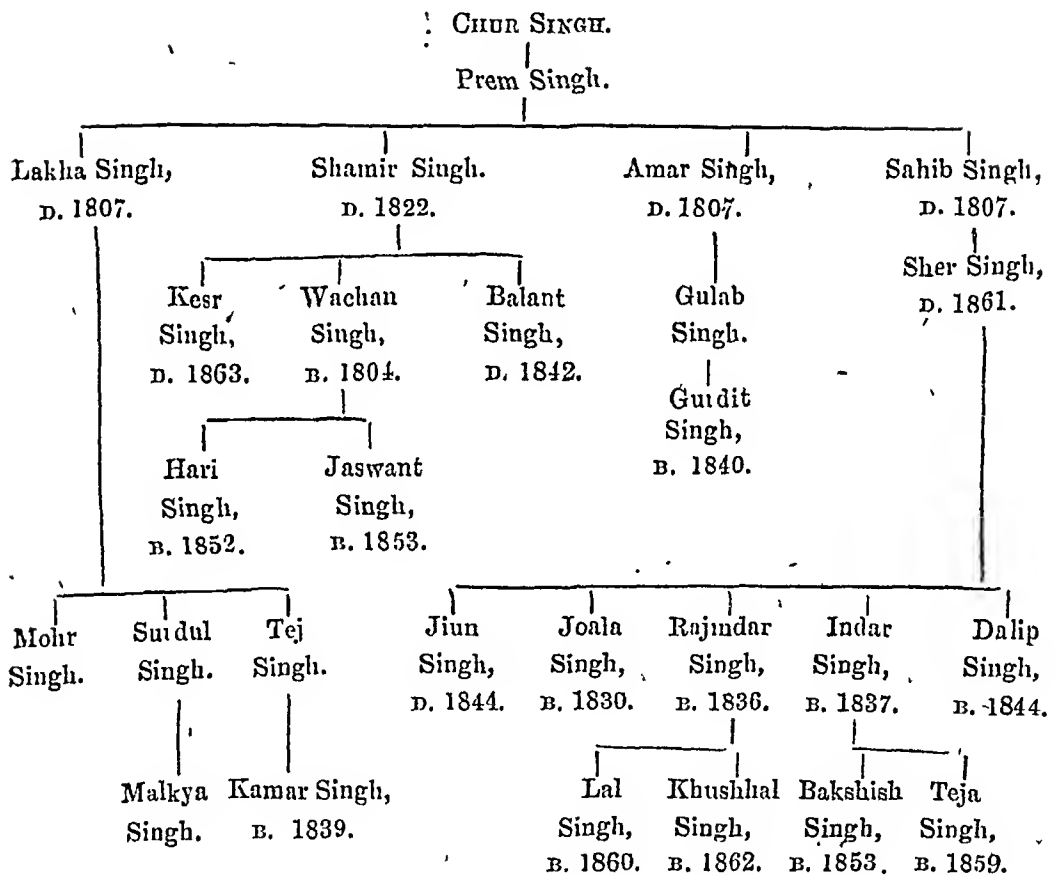 CHUR SINGH.
Prem Singh.
Lakha Singh, Shamir Singh. Amar Singh, Sahib Singh,
D. 1807. D. 1822. D. 1807. D. 1807.
Sher Singh,
D. 1861.
Kesr Wachan Balant Gulab
Singh, Singh, Singh, Singh.
D. 1863. B. 1804. D. 1842.
Gurdit
Singh,
B. 1840.
Hari Jaswant
Singh, Singh,
B. 1852. B. 1853.
Mohr Surdul Tej Jiun Joala Rajindar Indar Dalip
Singh. Singh. Singh. Singh, Singh, Singh, Singh, Singh,
D. 1844. B. 1830. B. 1836. B. 1837. B. 1844.
Malkya Kamar Singh, Lal Khushhal Bakshish Teja
Singh. B. 1839. Singh, Singh, Singh, Singh,
B. 1860. B. 1862. B. 1853. B. 1859.